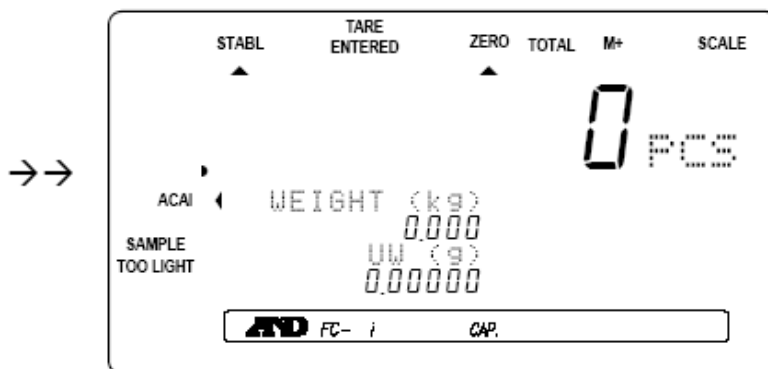 STABL TARE ENTERED ZERO TOTAL M+ SCALE
0 PCS
ACAI WEIGHT (kg)
0.000
SAMPLE TOO LIGHT
UW (g)
0.00000
AND FC- i CAP.